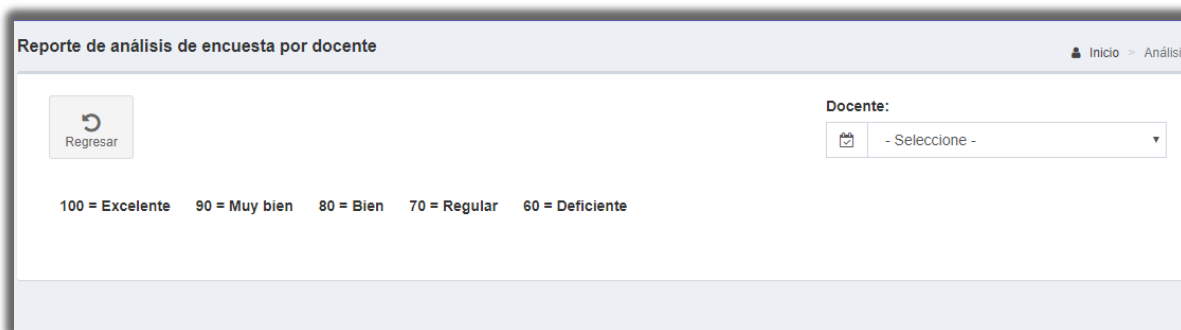 Reporte de análisis de encuesta por docente
Inicio > Análisi
Regresar
Docente:
- Seleccione -
100 = Excelente 90 = Muy bien 80 = Bien 70 = Regular 60 = Deficiente